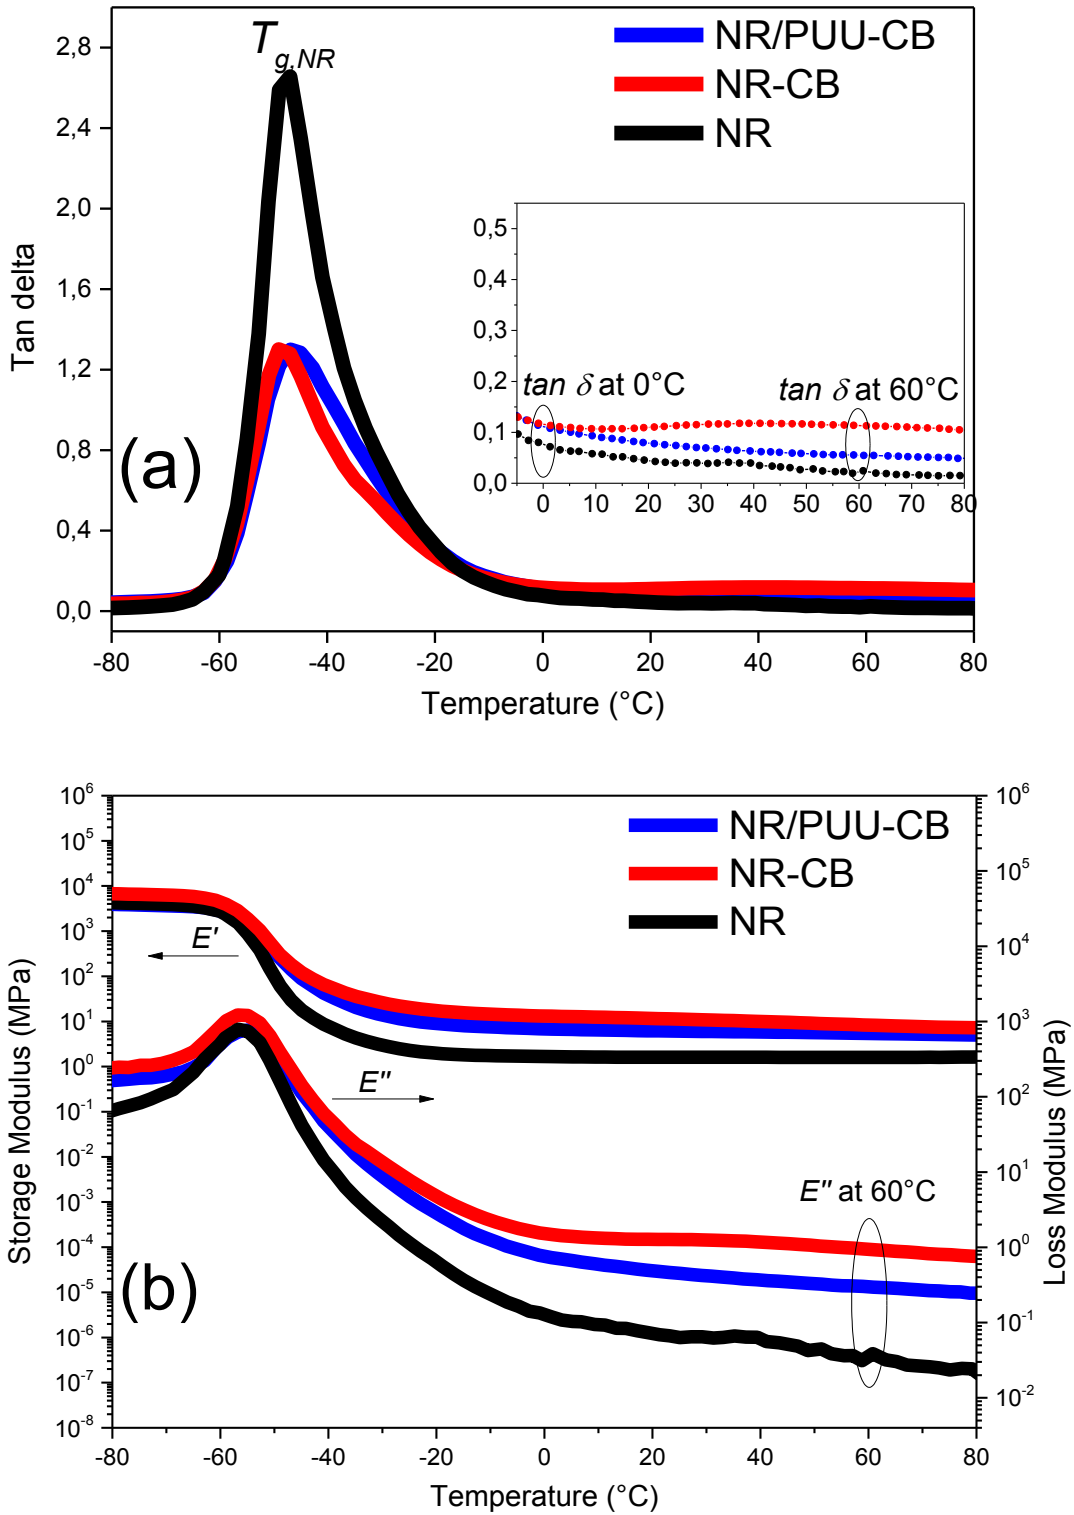 T g,NR
NR/PUU-CB
NR-CB
NR
2,8
2,4
2,0
1,6
1,2
0,8
0,4
0,0
Tan delta
(a)
0,5
0,4
0,3
0,2
0,1
0,0
tan δ at 0°C
tan δ at 60°C
0 10 20 30 40 50 60 70 80
-80 -60 -40 -20 0 20 40 60 80
Temperature (°C)
NR/PUU-CB
NR-CB
NR
10^6
10^5
10^4
10^3
10^2
10^1
10^0
10^-1
10^-2
10^-3
10^-4
10^-5
10^-6
10^-7
10^-8
Storage Modulus (MPa)
E'
E''
E'' at 60°C
(b)
10^6
10^5
10^4
10^3
10^2
10^1
10^0
10^-1
10^-2
Loss Modulus (MPa)
-80 -60 -40 -20 0 20 40 60 80
Temperature (°C)